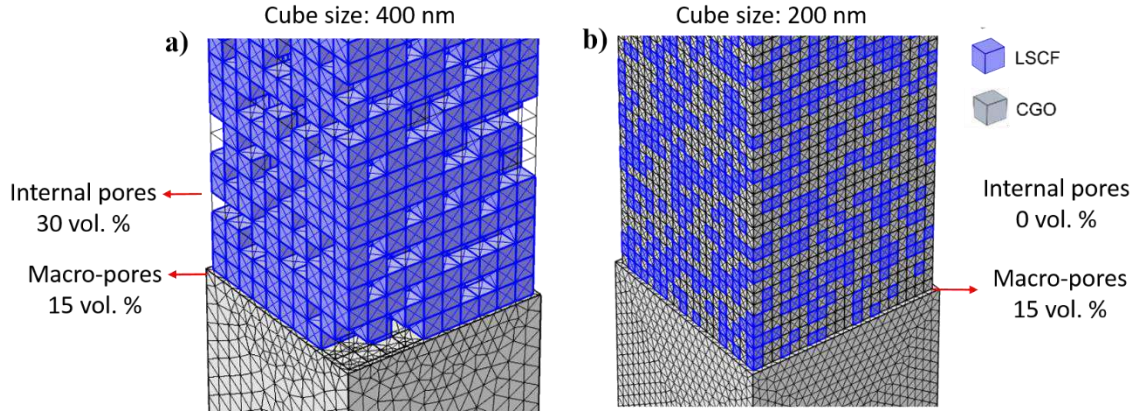 Cube size: 400 nm
Cube size: 200 nm
a)
b)
LSCF
CGO
Internal pores
30 vol. %
Macro-pores
15 vol. %
Internal pores
0 vol. %
Macro-pores
15 vol. %